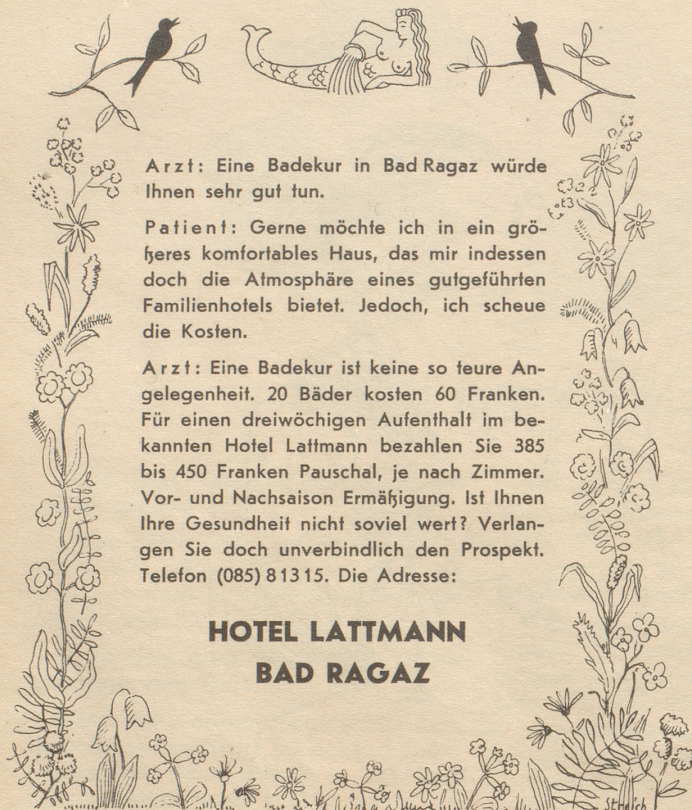 Arzt: Eine Badekur in Bad Ragaz würde
Ihnen sehr gut tun.
Patient: Gerne möchte ich in ein grö-
ßeres komfortables Haus, das mir indessen
doch die Atmosphäre eines gutgeführten
Familienhotels bietet. Jedoch, ich scheue
die Kosten.
Arzt: Eine Badekur ist keine so teure An-
gelegenheit. 20 Bäder kosten 60 Franken.
Für einen dreiwöchigen Aufenthalt im be-
kannten Hotel Lattmann bezahlen Sie 385
bis 450 Franken Pauschal, je nach Zimmer.
Vor- und Nachsaison Ermäßigung. Ist Ihnen
Ihre Gesundheit nicht soviel wert? Verlan-
gen Sie doch unverbindlich den Prospekt.
Telefon (085) 8 13 15. Die Adresse:
HOTEL LATTMANN
BAD RAGAZ